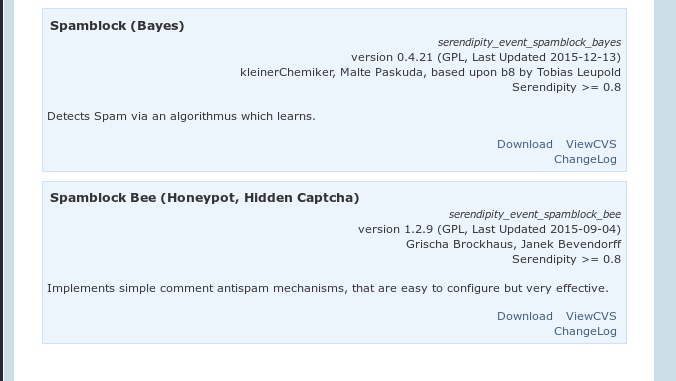 Spamblock (Bayes)
serendipity_event_spamblock_bayes
version 0.4.21 (GPL, Last Updated 2015-12-13)
kleinerChemiker, Malte Paskuda, based upon b8 by Tobias Leupold
Serendipity >= 0.8
Detects Spam via an algorithmus which learns.
Download ViewCVS
ChangeLog
Spamblock Bee (Honeypot, Hidden Captcha)
serendipity_event_spamblock_bee
version 1.2.9 (GPL, Last Updated 2015-09-04)
Grischa Brockhaus, Janek Bevendorff
Serendipity >= 0.8
Implements simple comment antispam mechanisms, that are easy to configure but very effective.
Download ViewCVS
ChangeLog